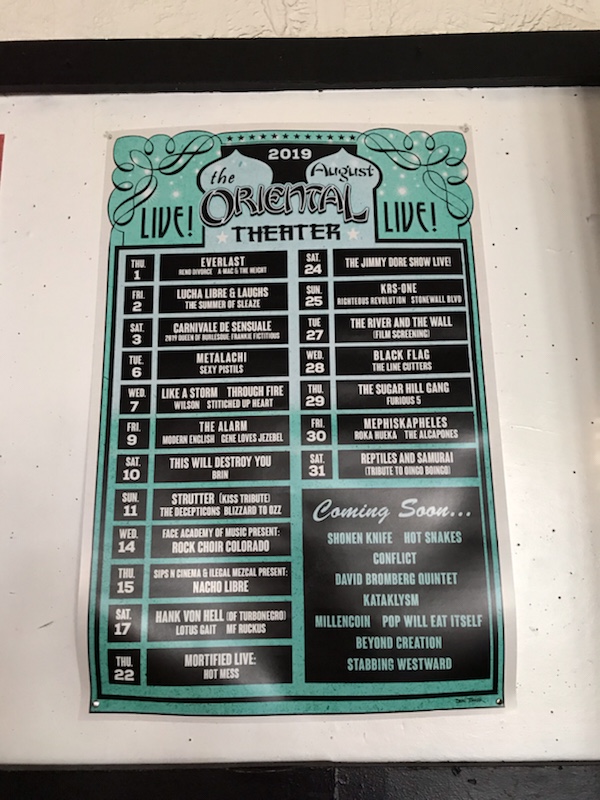 2019
the August
ORIENTAL
LIVE! LIVE!
THEATER
THU. 1
EVERLAST
RENO DIVORCE A MAC & THE HEIGHT
FRI. 2
LUCHA LIBRE & LAUGHS
THE SUMMER OF SLEAZE
SAT. 3
CARNIVALE DE SENSUALE
2019 QUEEN OF BURLESQUE FRANKIE FICTITIOUS
TUE. 6
METALACHI
SEXY PISTILS
WED. 7
LIKE A STORM THROUGH FIRE
WILSON STITICHED UP HEART
FRI. 9
THE ALARM
MODERN ENGLISH GENE LOVES JEZEBEL
SAT. 10
THIS WILL DESTROY YOU
BRIN
SUN. 11
STRUTTER (KISS TRIBUTE)
THE DECEPTICONS BLIZZARD TO OZZ
WED. 14
FACE ACADEMY OF MUSIC PRESENT:
ROCK CHOIR COLORADO
THU. 15
SIPS N CINEMA & ILEGAL MEZCAL PRESENT:
NACHO LIBRE
SAT. 17
HANK VON HELL (OF TURBONEGRO)
LOTUS GAIT MF RUCKUS
THU. 22
MORTIFIED LIVE:
HOT MESS
SAT. 24
THE JIMMY DORE SHOW LIVE!
SUN. 25
KRS-ONE
RIGHTEOUS REVOLUTION STONEWALL BLVD
TUE 27
THE RIVER AND THE WALL
(FILM SCREENING)
WED. 28
BLACK FLAG
THE LINE CUTTERS
THU. 29
THE SUGAR HILL GANG
FURIOUS 5
FRI. 30
MEPHISKAPHELES
ROKA HUEKA THE ALCAPONES
SAT. 31
REPTILES AND SAMURAI
(TRIBUTE TO OINGO BOINGO)
Coming Soon...
SHONEN KNIFE HOT SNAKES
CONFLICT
DAVID BROMBERG QUINTET
KATAKLYSM
MILLENCOLIN POP WILL EAT ITSELF
BEYOND CREATION
STABBING WESTWARD